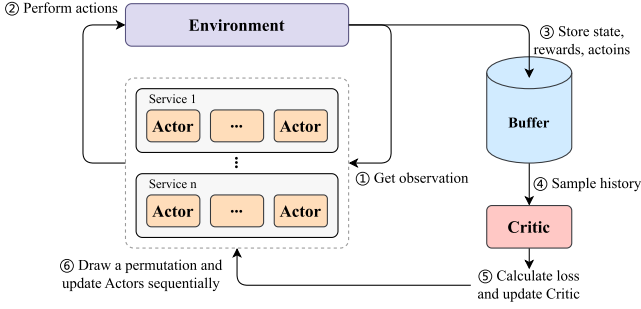 ② Perform actions
Environment
③ Store state,
rewards, actoins
Service 1
Actor ... Actor
Buffer
① Get observation
Service n
Actor ... Actor
④ Sample history
Critic
⑥ Draw a permutation and
update Actors sequentially
⑤ Calculate loss
and update Critic